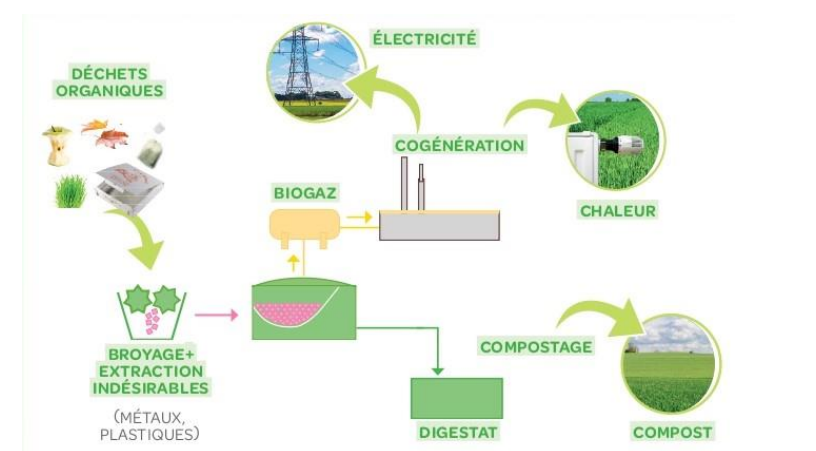 ÉLECTRICITÉ
DÉCHETS
ORGANIQUES
COGÉNÉRATION
BIOGAZ
CHALEUR
BROYAGE+
EXTRACTION
INDÉSIRABLES
(MÉTAUX,
PLASTIQUES)
COMPOSTAGE
DIGESTAT
COMPOST